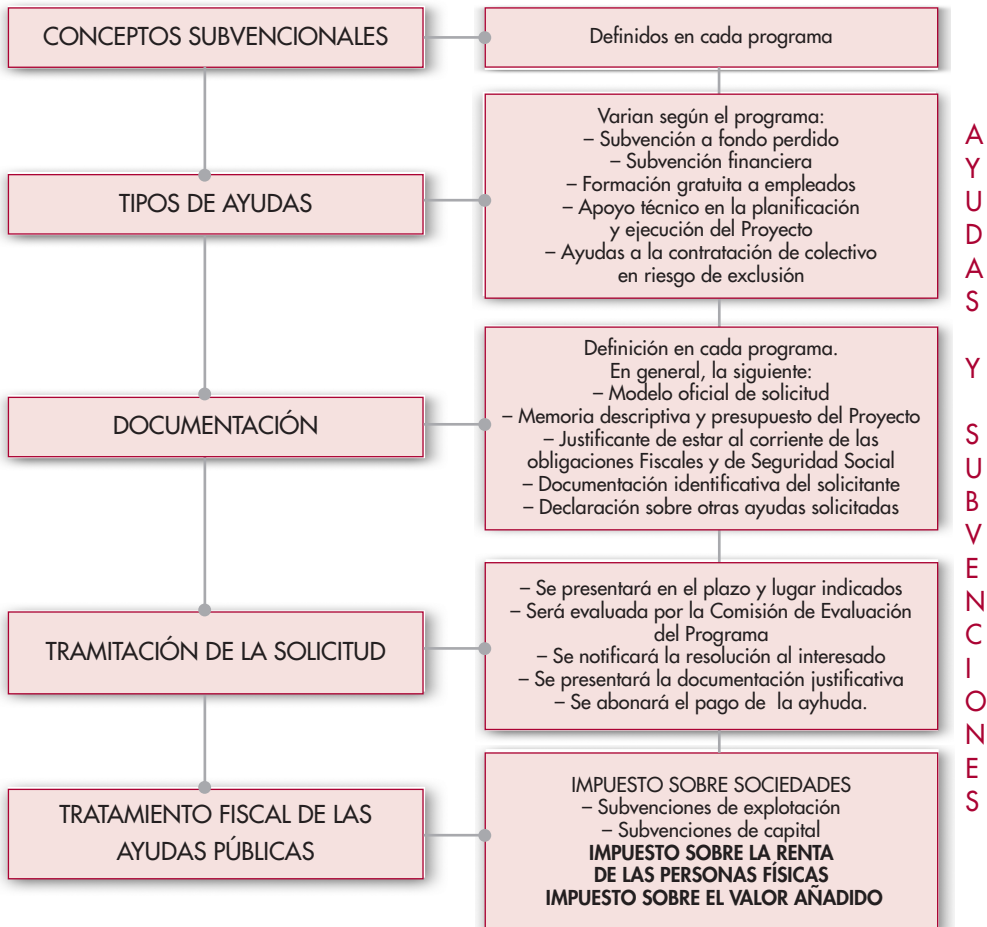 CONCEPTOS SUBVENCIONALES
Definidos en cada programa
TIPOS DE AYUDAS
Varian según el programa:
– Subvención a fondo perdido
– Subvención financiera
– Formación gratuita a empleados
– Apoyo técnico en la planificación
y ejecución del Proyecto
– Ayudas a la contratación de colectivo
en riesgo de exclusión
DOCUMENTACIÓN
Definición en cada programa.
En general, la siguiente:
– Modelo oficial de solicitud
– Memoria descriptiva y presupuesto del Proyecto
– Justificante de estar al corriente de las
obligaciones Fiscales y de Seguridad Social
– Documentación identificativa del solicitante
– Declaración sobre otras ayudas solicitadas
TRAMITACIÓN DE LA SOLICITUD
– Se presentará en el plazo y lugar indicados
– Será evaluada por la Comisión de Evaluación
del Programa
– Se notificará la resolución al interesado
– Se presentará la documentación justificativa
– Se abonará el pago de la ayhuda.
TRATAMIENTO FISCAL DE LAS
AYUDAS PÚBLICAS
IMPUESTO SOBRE SOCIEDADES
– Subvenciones de explotación
– Subvenciones de capital
IMPUESTO SOBRE LA RENTA
DE LAS PERSONAS FÍSICAS
IMPUESTO SOBRE EL VALOR AÑADIDO
AYUDAS Y SUBVENCIONES